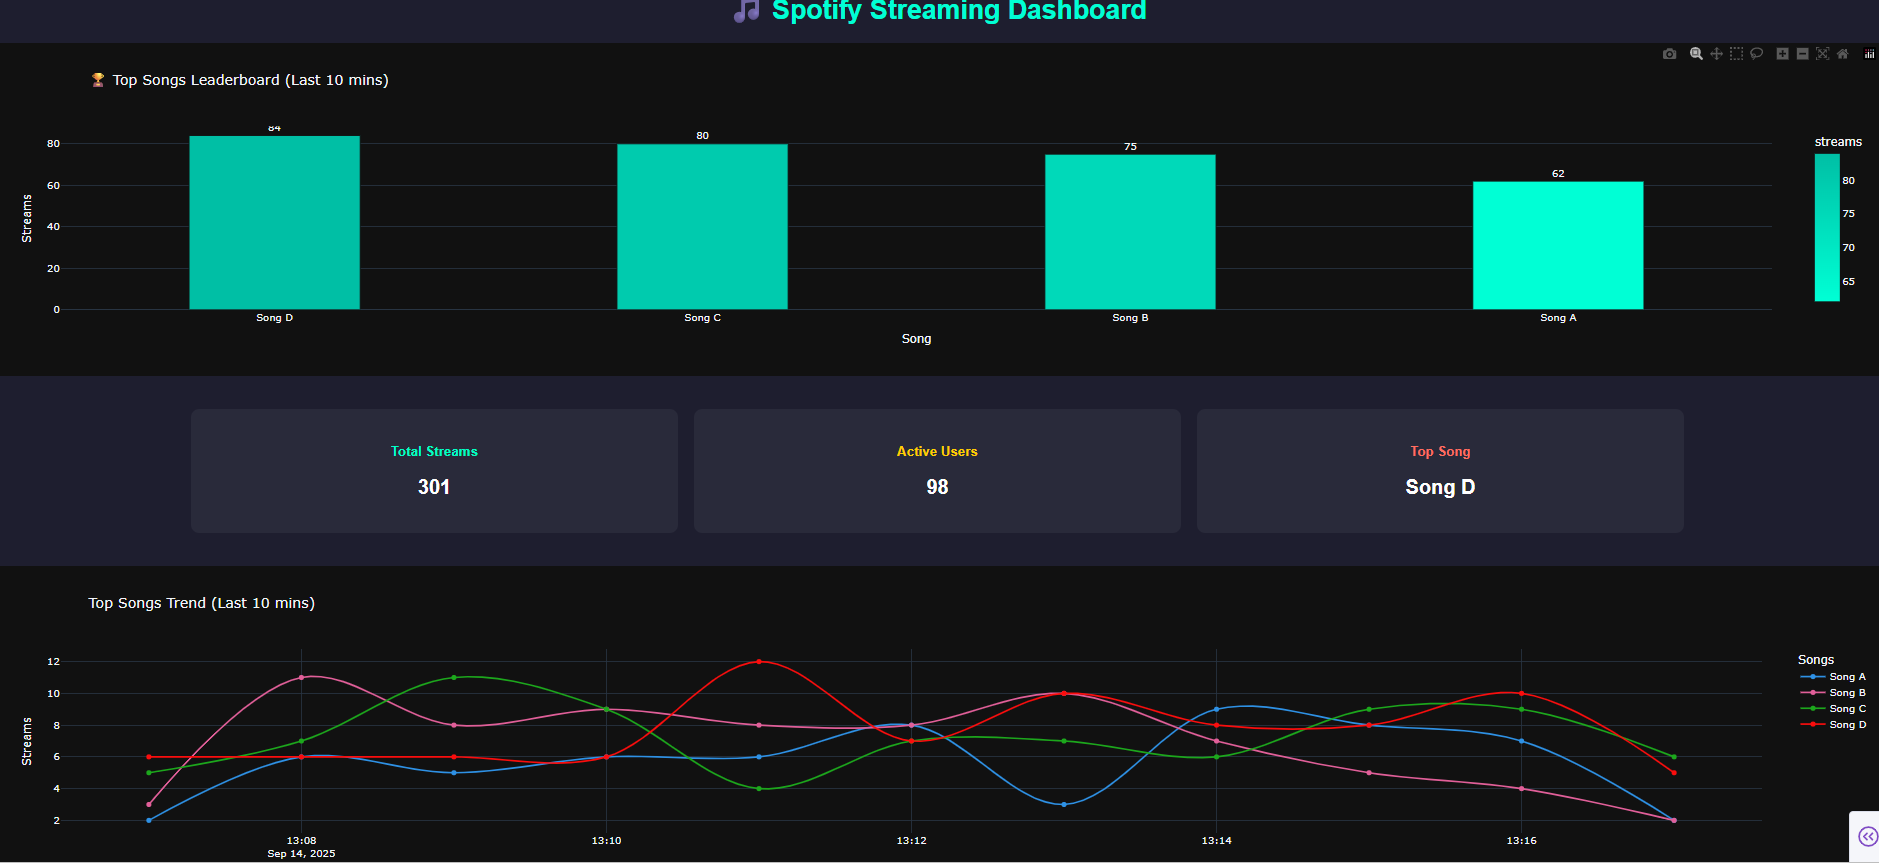 🎵 Spotify Streaming Dashboard
🏆 Top Songs Leaderboard (Last 10 mins)
84
80
75
62
80
60
40
20
0
Streams
Song D
Song C
Song B
Song A
Song
streams
80
75
70
65
Total Streams
301
Active Users
98
Top Song
Song D
Top Songs Trend (Last 10 mins)
12
10
8
6
4
2
Streams
13:08
Sep 14, 2025
13:10
13:12
13:14
13:16
Songs
Song A
Song B
Song C
Song D